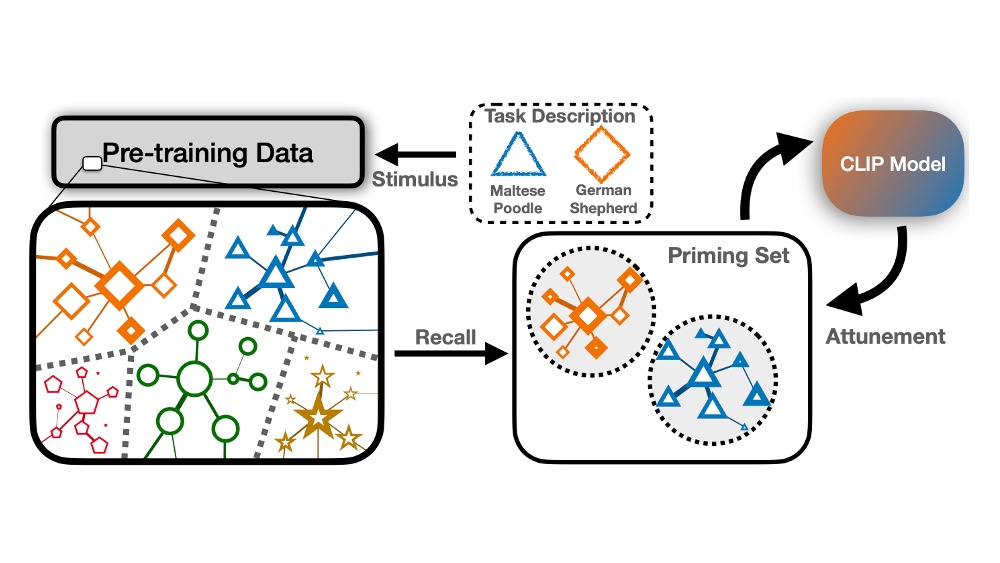 Pre-training Data
Stimulus
Task Description
Maltese
Poodle
German
Shepherd
CLIP Model
Recall
Priming Set
Attunement